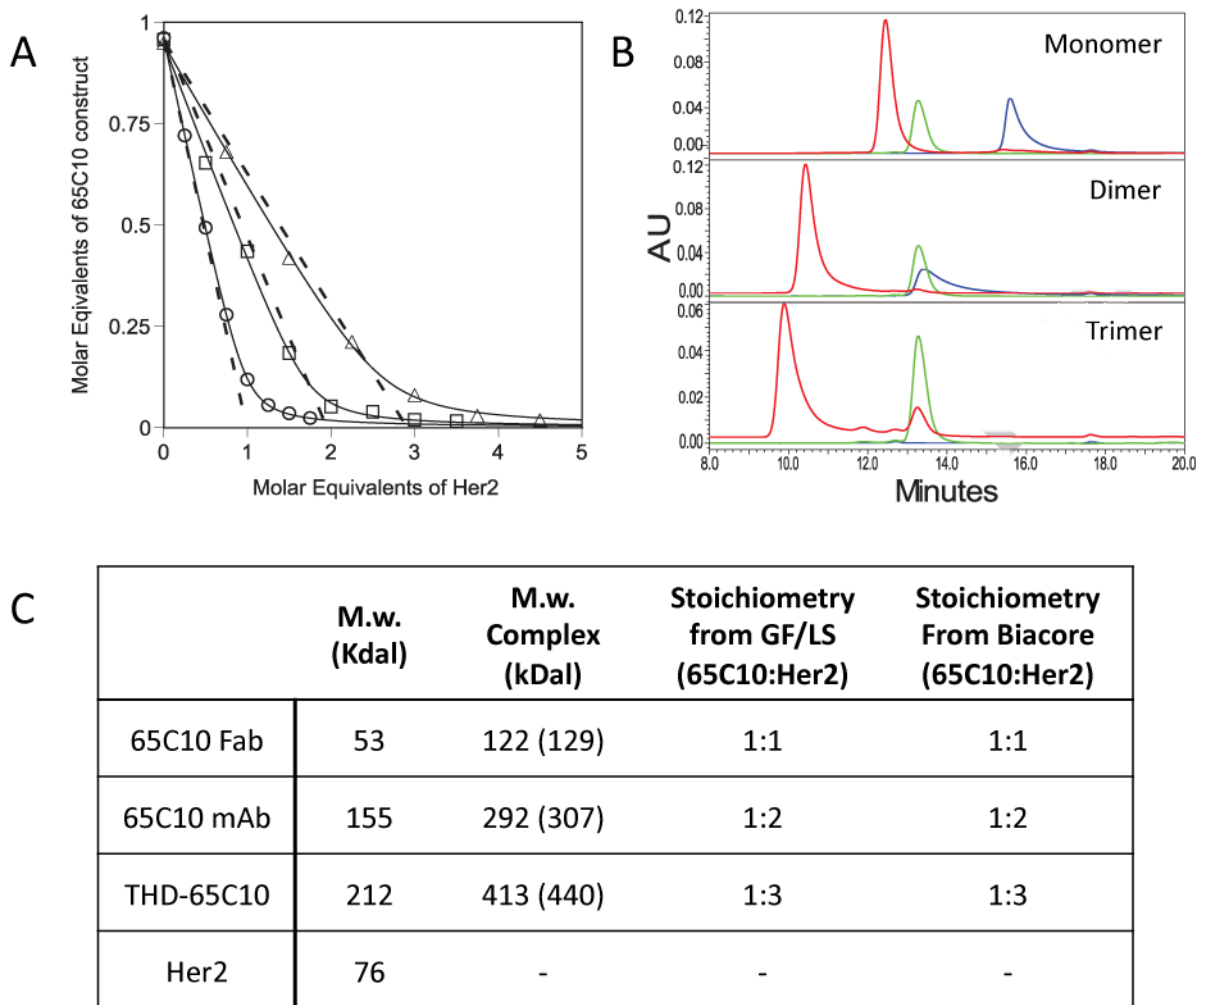 A
1
0.75
0.5
0.25
0
0 1 2 3 4 5
Molar Equivalents of 65C10 construct
Molar Equivalents of Her2
B
0.12
0.08
0.04
0.00
Monomer
0.12
0.08
0.04
0.00
Dimer
0.06
0.04
0.02
0.00
Trimer
AU
8.0 10.0 12.0 14.0 16.0 18.0 20.0
Minutes
C
M.w.
(Kdal)
M.w.
Complex
(kDal)
Stoichiometry
from GF/LS
(65C10:Her2)
Stoichiometry
From Biacore
(65C10:Her2)
65C10 Fab 53 122 (129) 1:1 1:1
65C10 mAb 155 292 (307) 1:2 1:2
THD-65C10 212 413 (440) 1:3 1:3
Her2 76 - - -